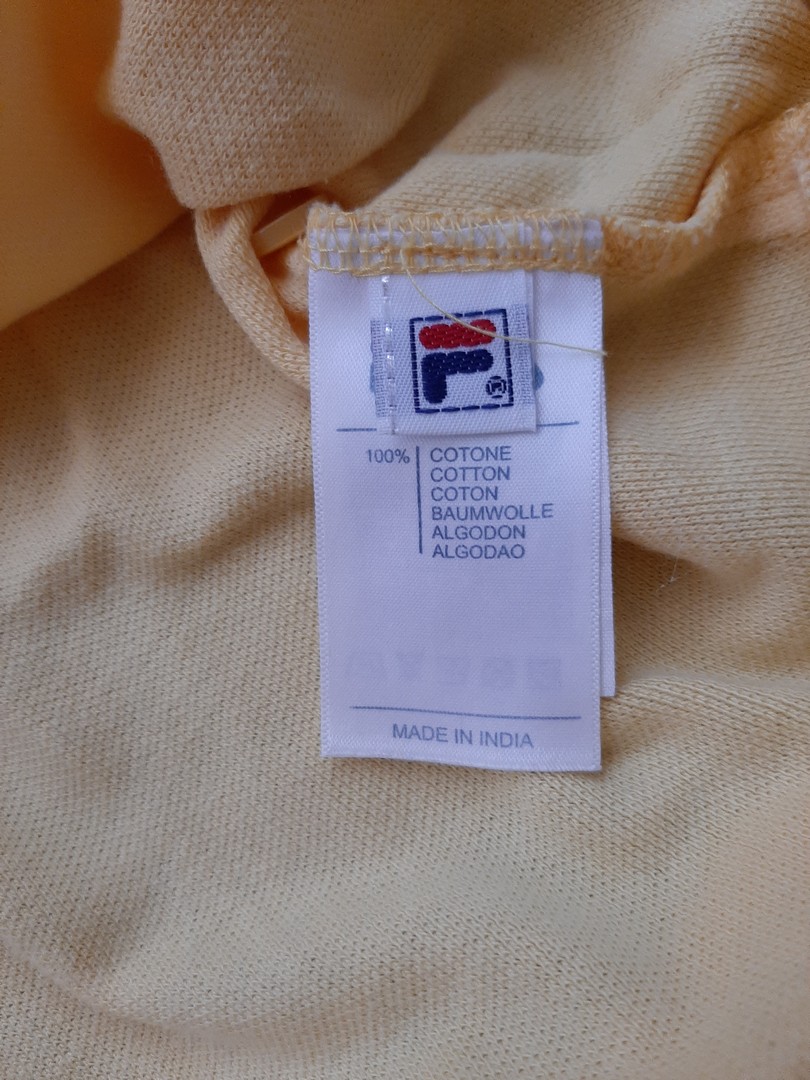 F
®
100% COTONE
COTTON
COTON
BAUMWOLLE
ALGODON
ALGODAO
MADE IN INDIA